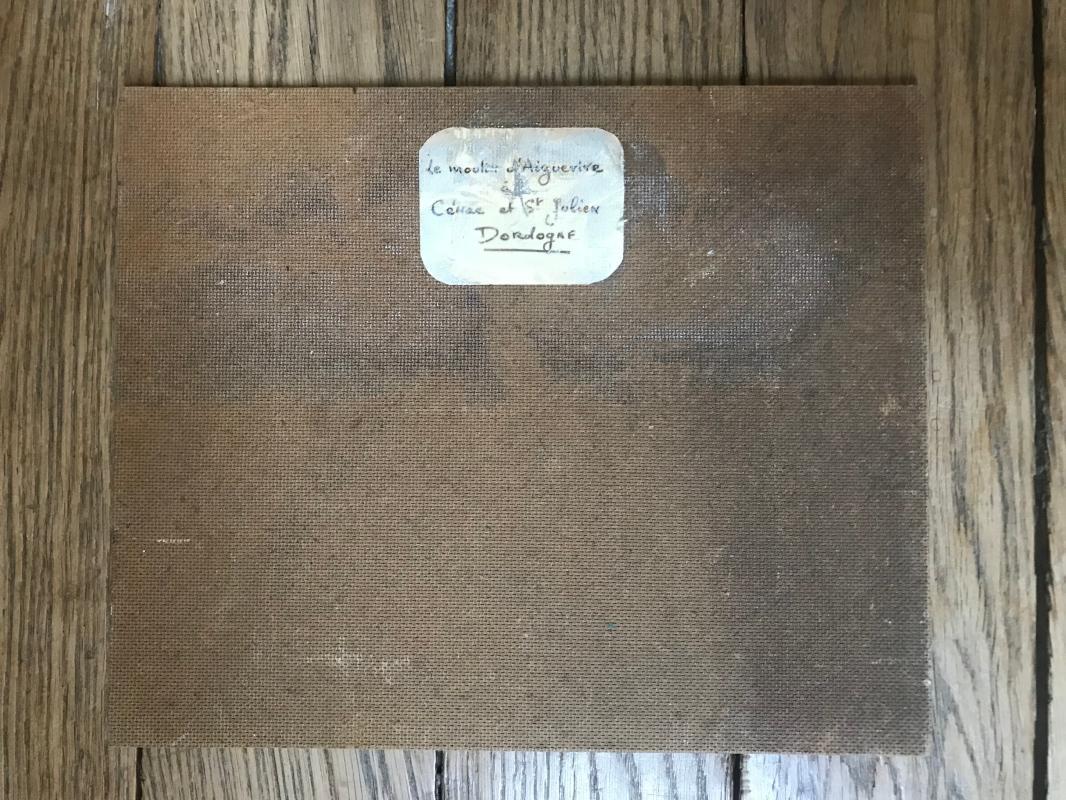 Le moulin d'Aiguevive
à
Cénac et St Julien
Dordogne